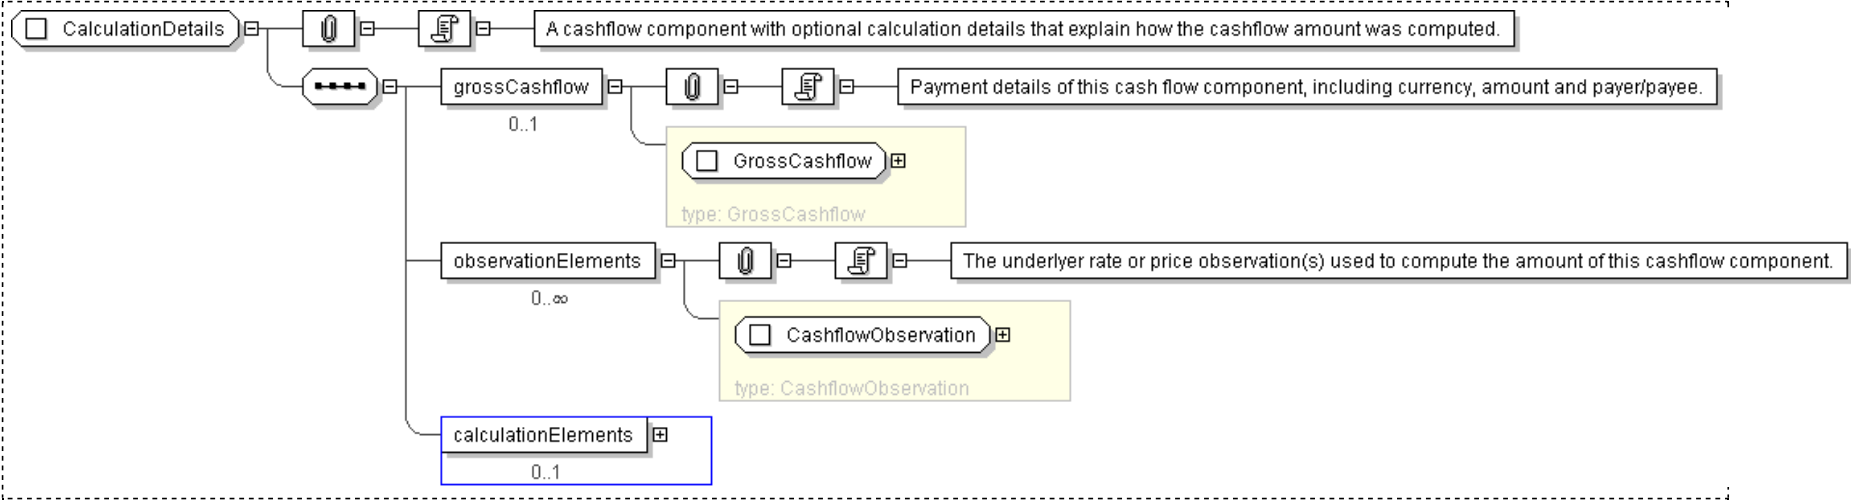 CalculationDetails
A cashflow component with optional calculation details that explain how the cashflow amount was computed.
grossCashflow
Payment details of this cash flow component, including currency, amount and payer/payee.
0..1
GrossCashflow
type: GrossCashflow
observationElements
The underlyer rate or price observation(s) used to compute the amount of this cashflow component.
0..∞
CashflowObservation
type: CashflowObservation
calculationElements
0..1